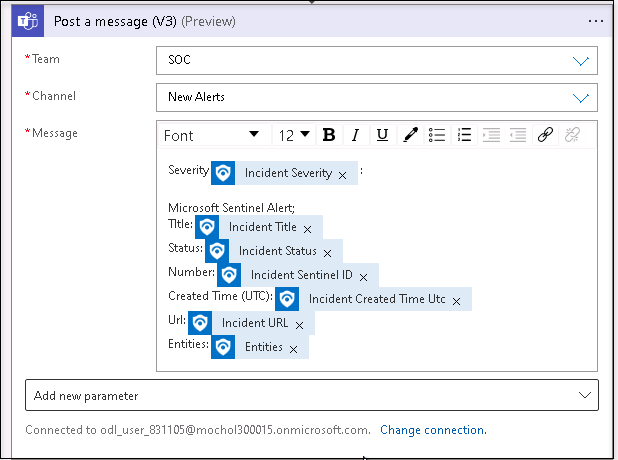 Post a message (V3) (Preview) ...
*Team SOC
*Channel New Alerts
*Message Font 12 B I U
Severity Incident Severity × :
Microsoft Sentinel Alert;
TItle: Incident Title ×
Status: Incident Status ×
Number: Incident Sentinel ID ×
Created Time (UTC): Incident Created Time Utc ×
Url: Incident URL ×
Entities: Entities ×
Add new parameter
Connected to odl_user_831105@mochol300015.onmicrosoft.com. Change connection.